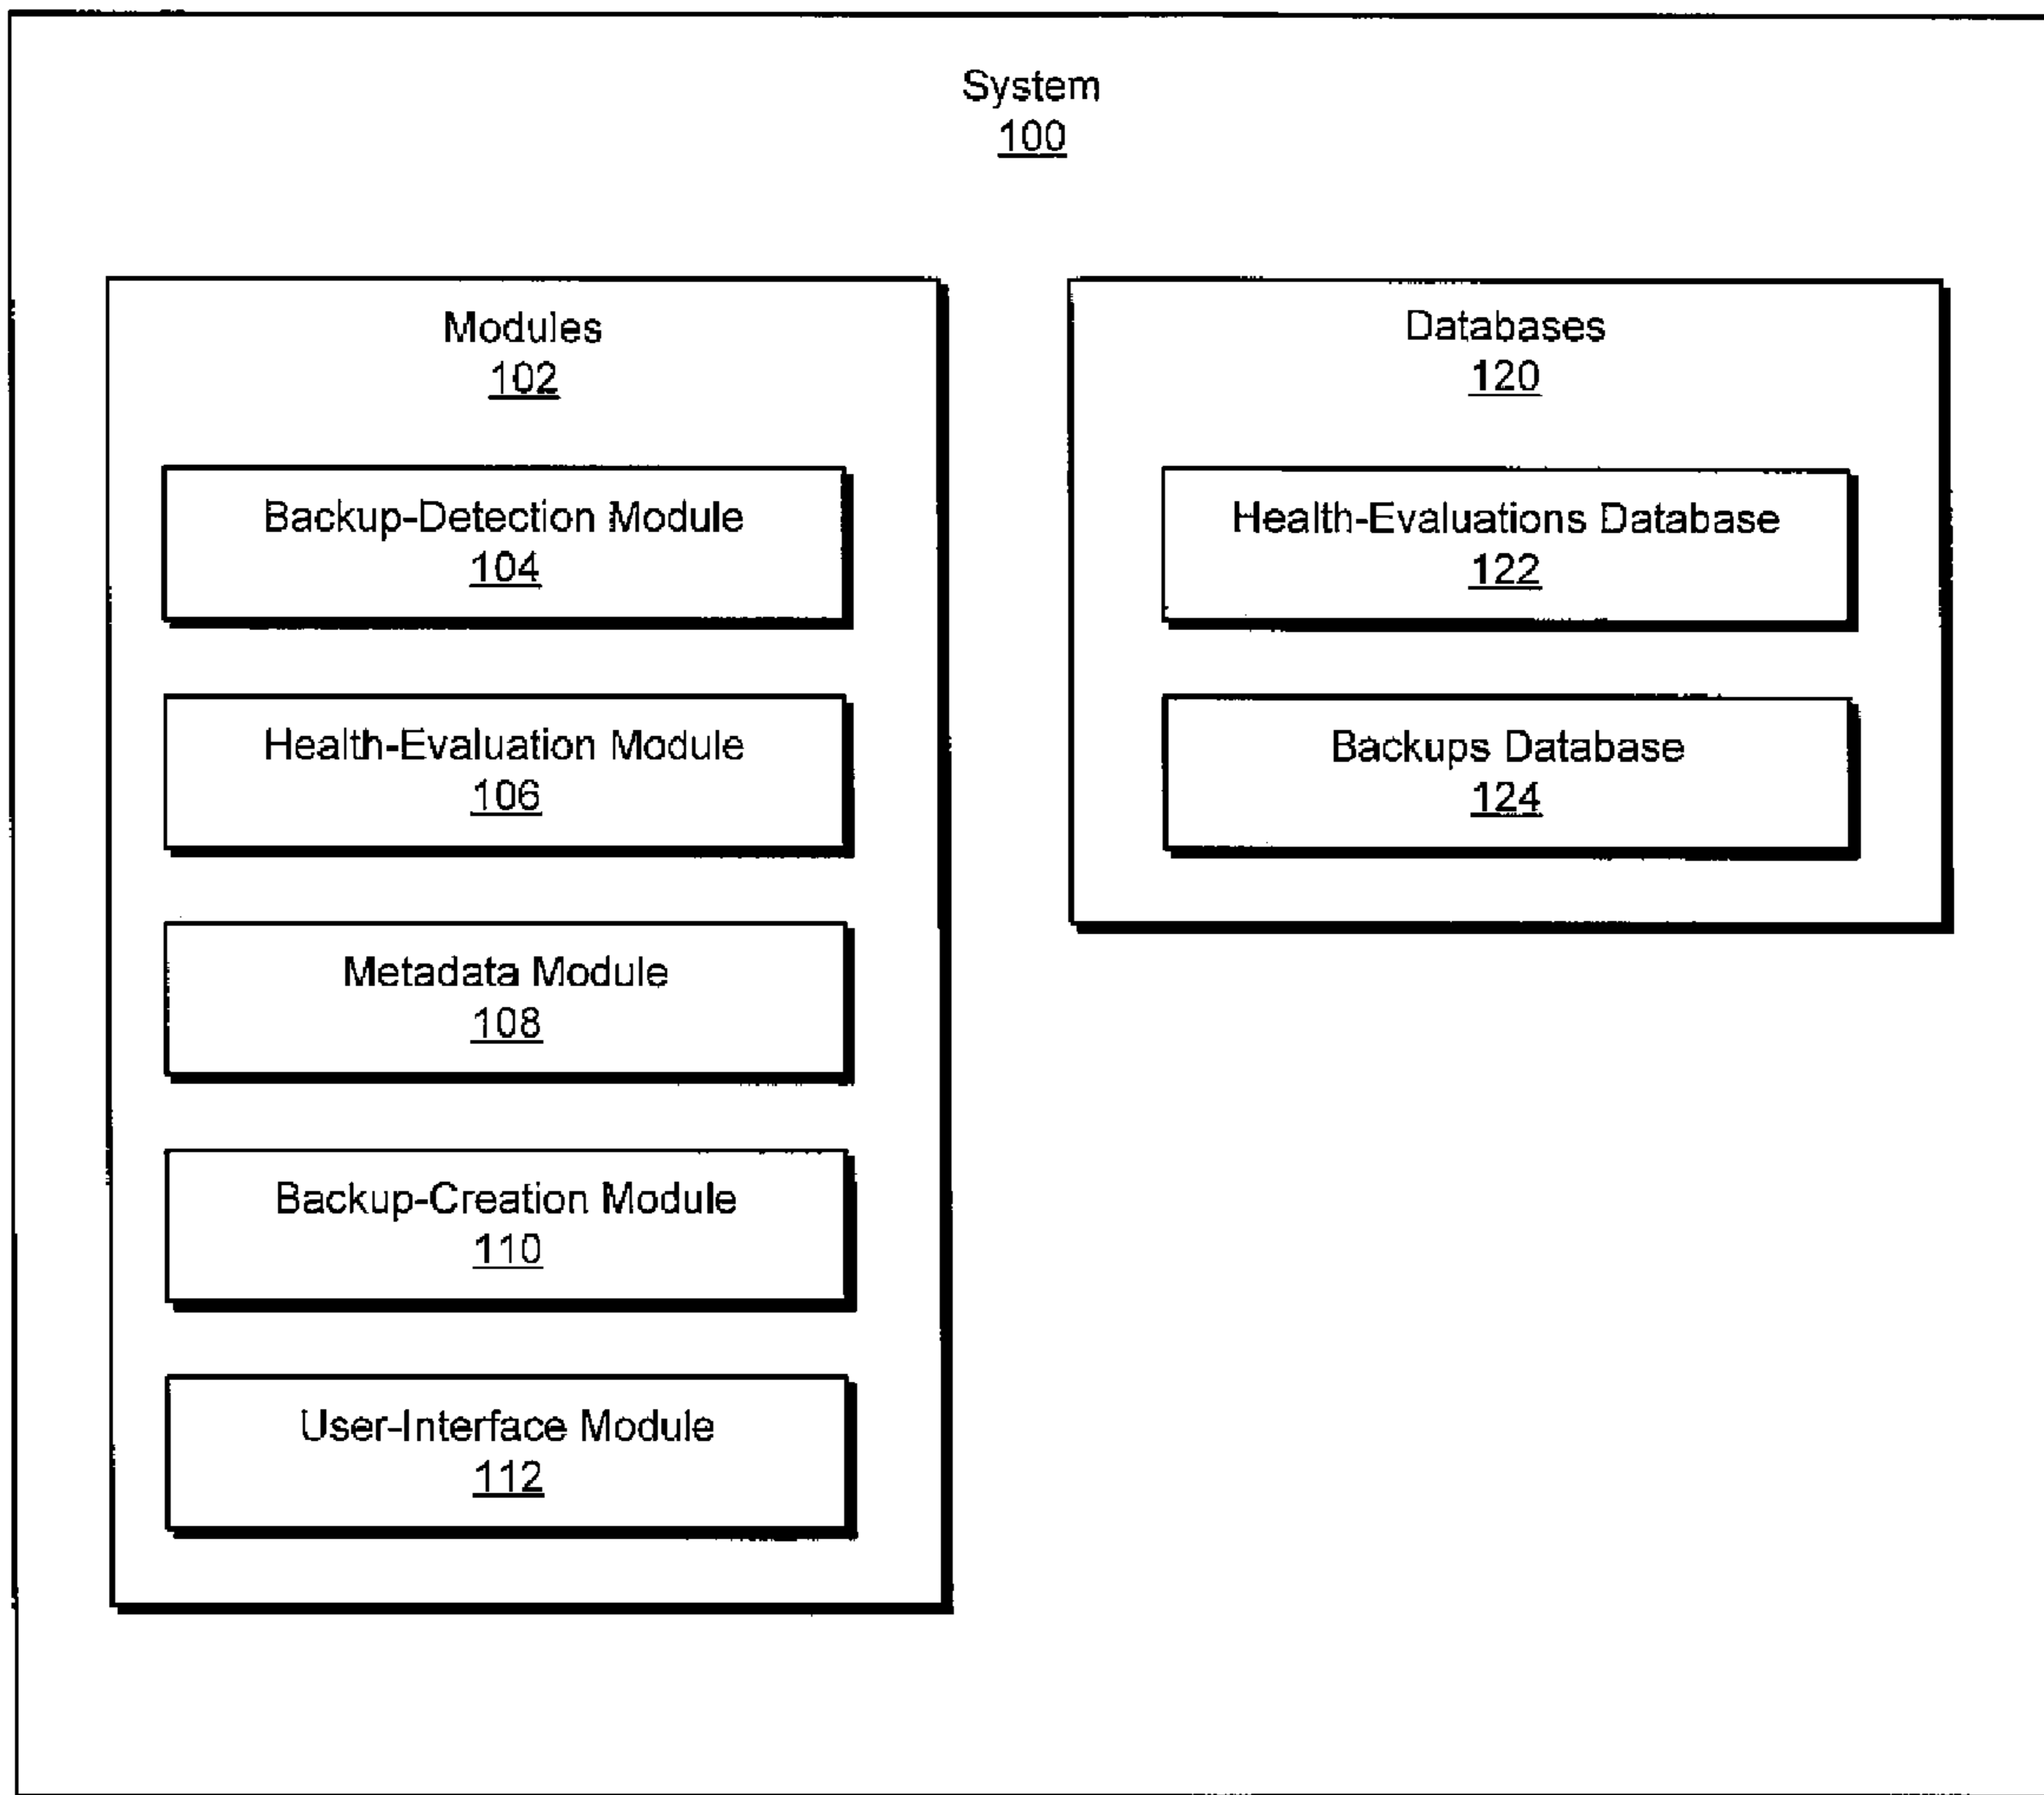 System
100
Modules
102
Backup-Detection Module
104
Health-Evaluation Module
106
Metadata Module
108
Backup-Creation Module
110
User-Interface Module
112
Databases
120
Health-Evaluations Database
122
Backups Database
124